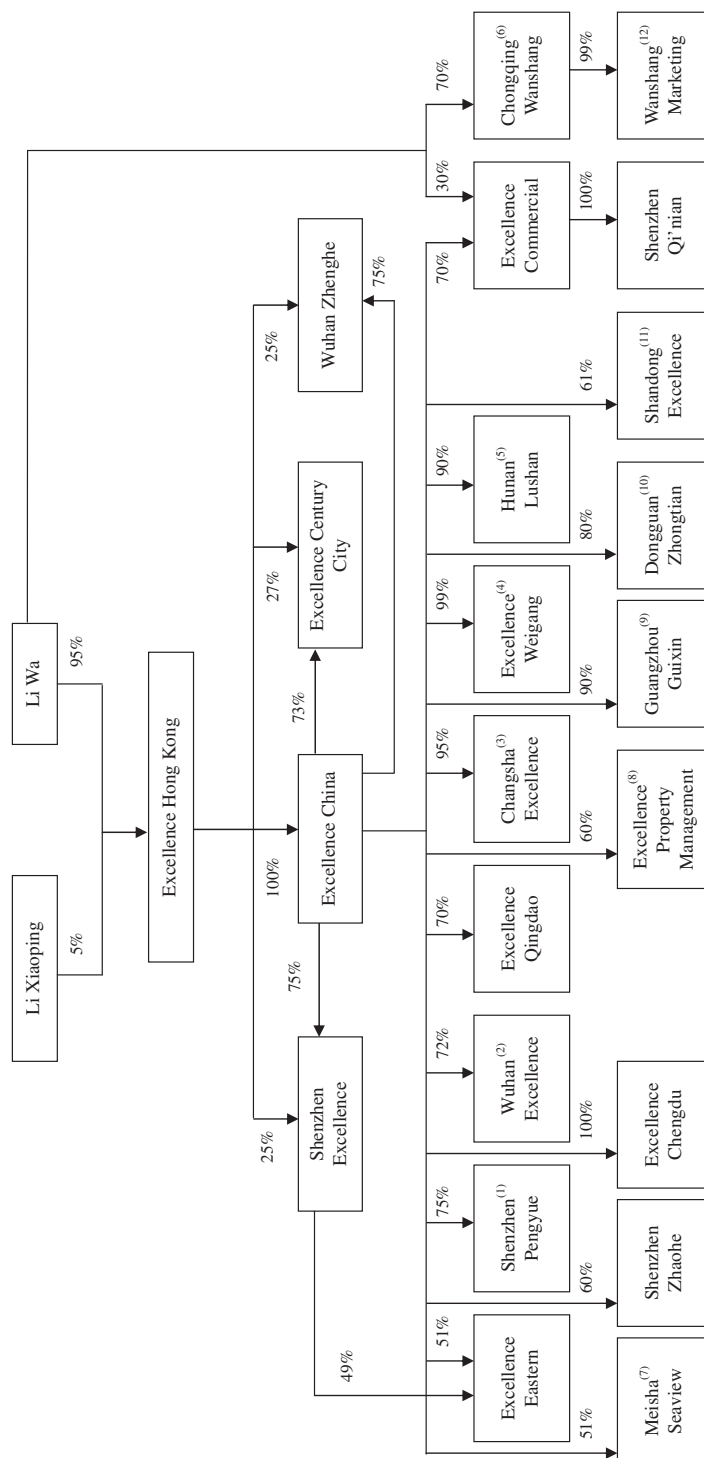 Li Xiaoping
Li Wa
5%
95%
Excellence Hong Kong
25%
100%
27%
25%
Shenzhen
Excellence
75%
Excellence China
73%
Excellence Century
City
Wuhan Zhenghe
75%
49%
51%
75%
72%
70%
95%
99%
90%
70%
30%
70%
Excellence
Eastern
Shenzhen(1)
Pengyue
Wuhan(2)
Excellence
Excellence
Qingdao
Changsha(3)
Excellence
Excellence(4)
Weigang
Hunan(5)
Lushan
Excellence
Commercial
Chongqing(6)
Wanshang
51%
60%
100%
60%
90%
80%
61%
100%
99%
Meisha(7)
Seaview
Shenzhen
Zhaohe
Excellence
Chengdu
Excellence(8)
Property
Management
Guangzhou(9)
Guixin
Dongguan(10)
Zhongtian
Shandong(11)
Excellence
Shenzhen
Qi’nian
Wanshang(12)
Marketing